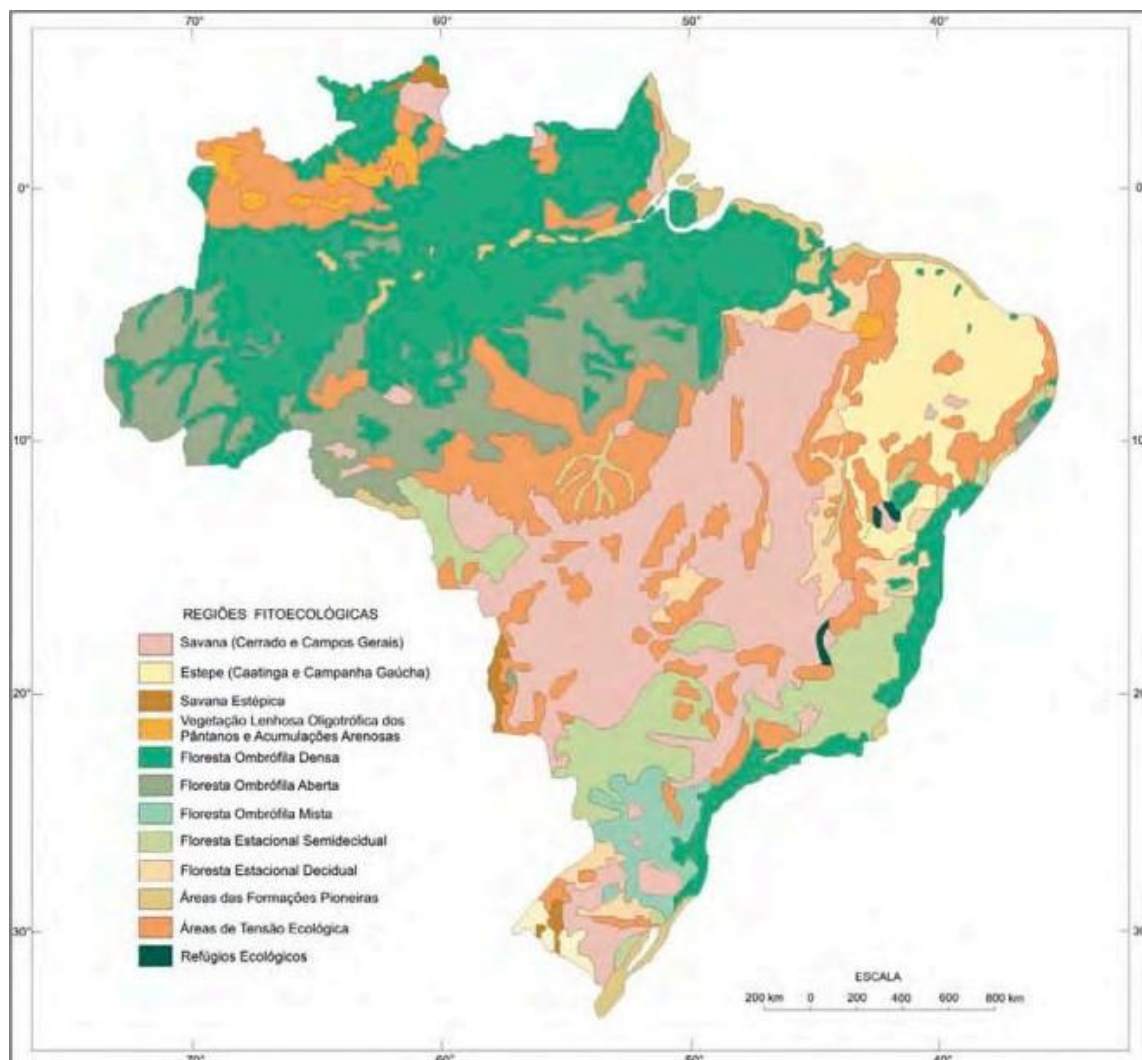 70°
60°
50°
40°
0°
0
10°
10
20°
20
30°
30
REGIÕES FITOECOLÓGICAS
Savana (Cerrado e Campos Gerais)
Estepe (Caatinga e Campanha Gaúcha)
Savana Estépica
Vegetação Lenhosa Oligotrófica dos
Pântanos e Acumulações Arenosas
Floresta Ombrófila Densa
Floresta Ombrófila Aberta
Floresta Ombrófila Mista
Floresta Estacional Semidecidual
Floresta Estacional Decidual
Áreas das Formações Pioneiras
Áreas de Tensão Ecológica
Refúgios Ecológicos
ESCALA
200 km 0 200 400 600 800 km
70°
60°
50°
40°